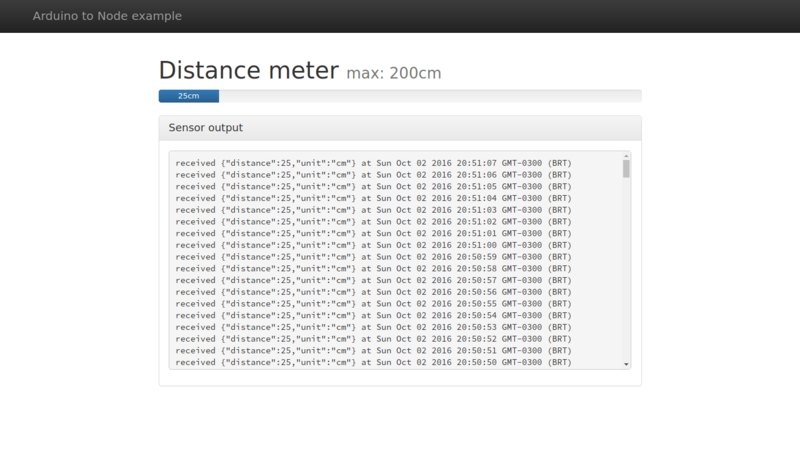 Arduino to Node example
Distance meter max: 200cm
25cm
Sensor output
received {"distance":25,"unit":"cm"} at Sun Oct 02 2016 20:51:07 GMT-0300 (BRT)
received {"distance":25,"unit":"cm"} at Sun Oct 02 2016 20:51:06 GMT-0300 (BRT)
received {"distance":25,"unit":"cm"} at Sun Oct 02 2016 20:51:05 GMT-0300 (BRT)
received {"distance":25,"unit":"cm"} at Sun Oct 02 2016 20:51:04 GMT-0300 (BRT)
received {"distance":25,"unit":"cm"} at Sun Oct 02 2016 20:51:03 GMT-0300 (BRT)
received {"distance":25,"unit":"cm"} at Sun Oct 02 2016 20:51:02 GMT-0300 (BRT)
received {"distance":25,"unit":"cm"} at Sun Oct 02 2016 20:51:01 GMT-0300 (BRT)
received {"distance":25,"unit":"cm"} at Sun Oct 02 2016 20:51:00 GMT-0300 (BRT)
received {"distance":25,"unit":"cm"} at Sun Oct 02 2016 20:50:59 GMT-0300 (BRT)
received {"distance":25,"unit":"cm"} at Sun Oct 02 2016 20:50:58 GMT-0300 (BRT)
received {"distance":25,"unit":"cm"} at Sun Oct 02 2016 20:50:57 GMT-0300 (BRT)
received {"distance":25,"unit":"cm"} at Sun Oct 02 2016 20:50:56 GMT-0300 (BRT)
received {"distance":25,"unit":"cm"} at Sun Oct 02 2016 20:50:55 GMT-0300 (BRT)
received {"distance":25,"unit":"cm"} at Sun Oct 02 2016 20:50:54 GMT-0300 (BRT)
received {"distance":25,"unit":"cm"} at Sun Oct 02 2016 20:50:53 GMT-0300 (BRT)
received {"distance":25,"unit":"cm"} at Sun Oct 02 2016 20:50:52 GMT-0300 (BRT)
received {"distance":25,"unit":"cm"} at Sun Oct 02 2016 20:50:51 GMT-0300 (BRT)
received {"distance":25,"unit":"cm"} at Sun Oct 02 2016 20:50:50 GMT-0300 (BRT)